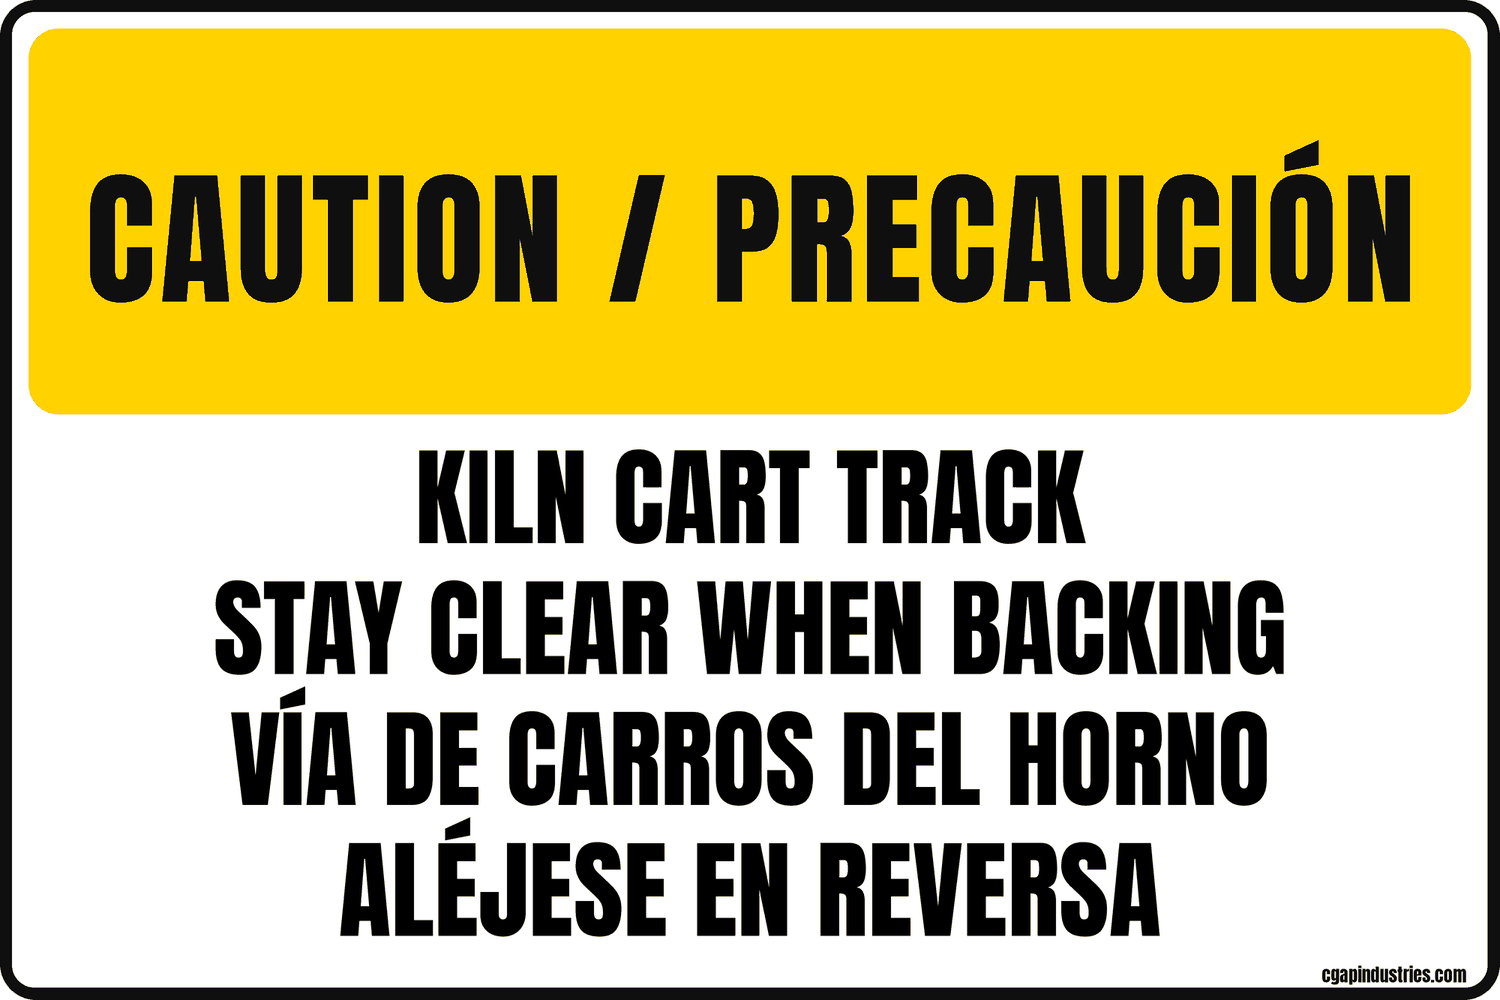 CAUTION / PRECAUCIÓN
KILN CART TRACK
STAY CLEAR WHEN BACKING
VÍA DE CARROS DEL HORNO
ALÉJESE EN REVERSA
cgapindustries.com